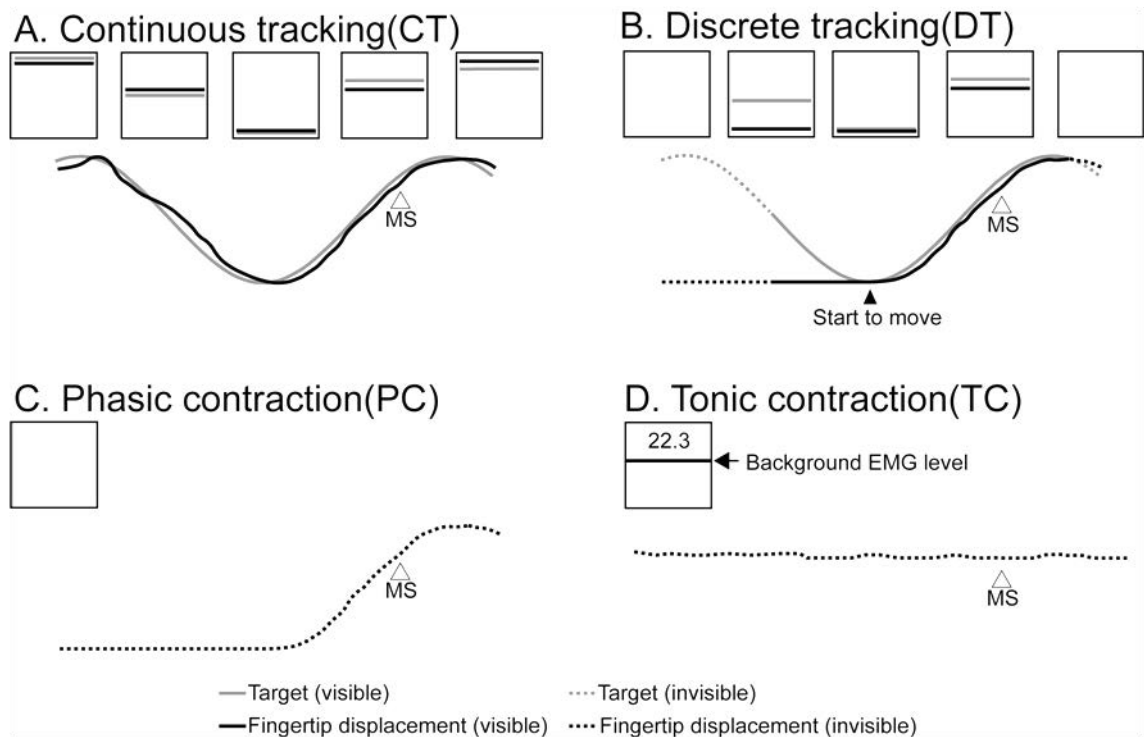 A. Continuous tracking(CT)
B. Discrete tracking(DT)
MS
MS
Start to move
C. Phasic contraction(PC)
D. Tonic contraction(TC)
22.3
Background EMG level
MS
MS
Target (visible)
Target (invisible)
Fingertip displacement (visible)
Fingertip displacement (invisible)